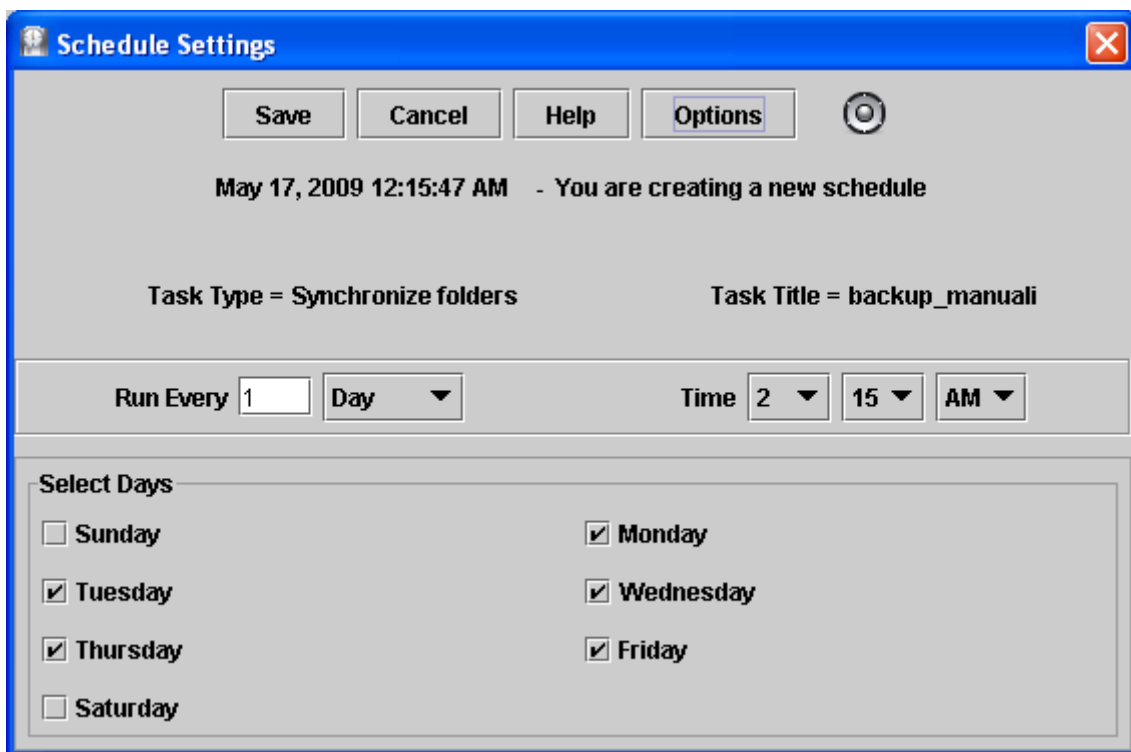 Schedule Settings
Save Cancel Help Options
May 17, 2009 12:15:47 AM - You are creating a new schedule
Task Type = Synchronize folders Task Title = backup_manuali
Run Every 1 Day Time 2 15 AM
Select Days
Sunday Monday
Tuesday Wednesday
Thursday Friday
Saturday